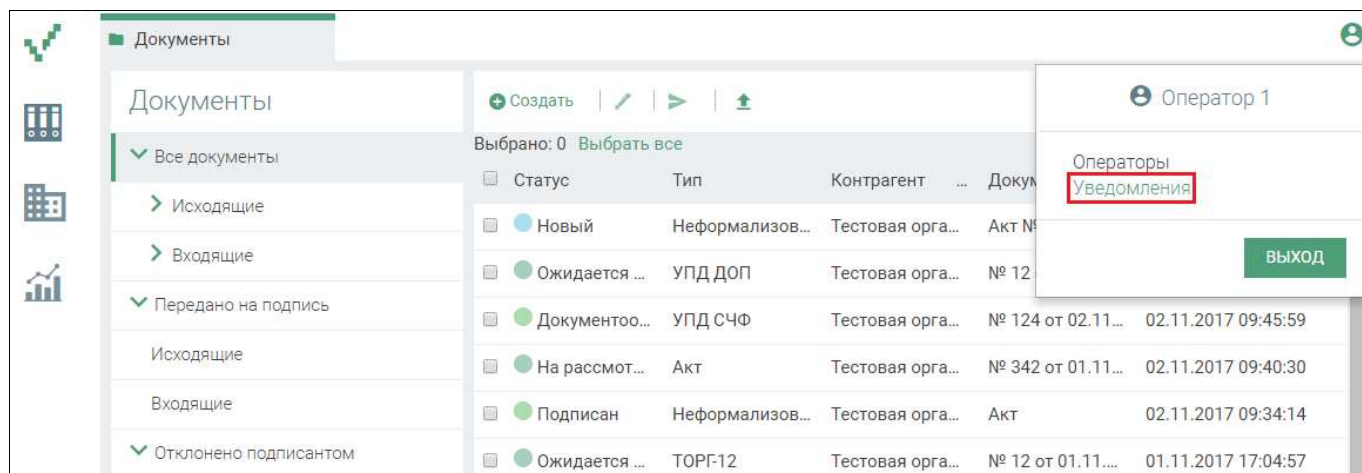 Документы
Документы
Все документы
Исходящие
Входящие
Передано на подпись
Исходящие
Входящие
Отклонено подписантом
Создать
Выбрано: 0 Выбрать все
Статус Тип Контрагент ... Докум
Новый Неформализов... Тестовая орга... Акт №
Ожидается ... УПД ДОП Тестовая орга... № 12
Документоо... УПД СЧФ Тестовая орга... № 124 от 02.11... 02.11.2017 09:45:59
На рассмот... Акт Тестовая орга... № 342 от 01.11... 02.11.2017 09:40:30
Подписан Неформализов... Тестовая орга... Акт 02.11.2017 09:34:14
Ожидается ... ТОРГ-12 Тестовая орга... № 12 от 01.11.... 01.11.2017 17:04:57
Оператор 1
Операторы
Уведомления
ВЫХОД